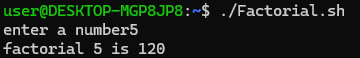 user@DESKTOP-MGP8JP8:~$ ./Factorial.sh
enter a number5
factorial 5 is 120